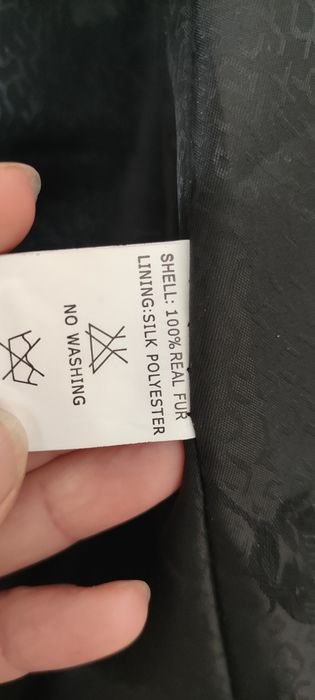 SHELL: 100% REAL FUR
LINING:SILK POLYESTER
NO WASHING